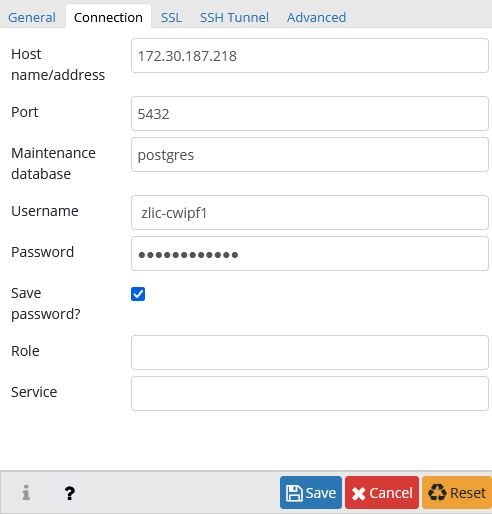 General Connection SSL SSH Tunnel Advanced
Host
name/address
172.30.187.218
Port
5432
Maintenance
database
postgres
Username
zlic-cwipf1
Password
●●●●●●●●●●●●
Save
password?
Role
Service
i ? Save Cancel Reset